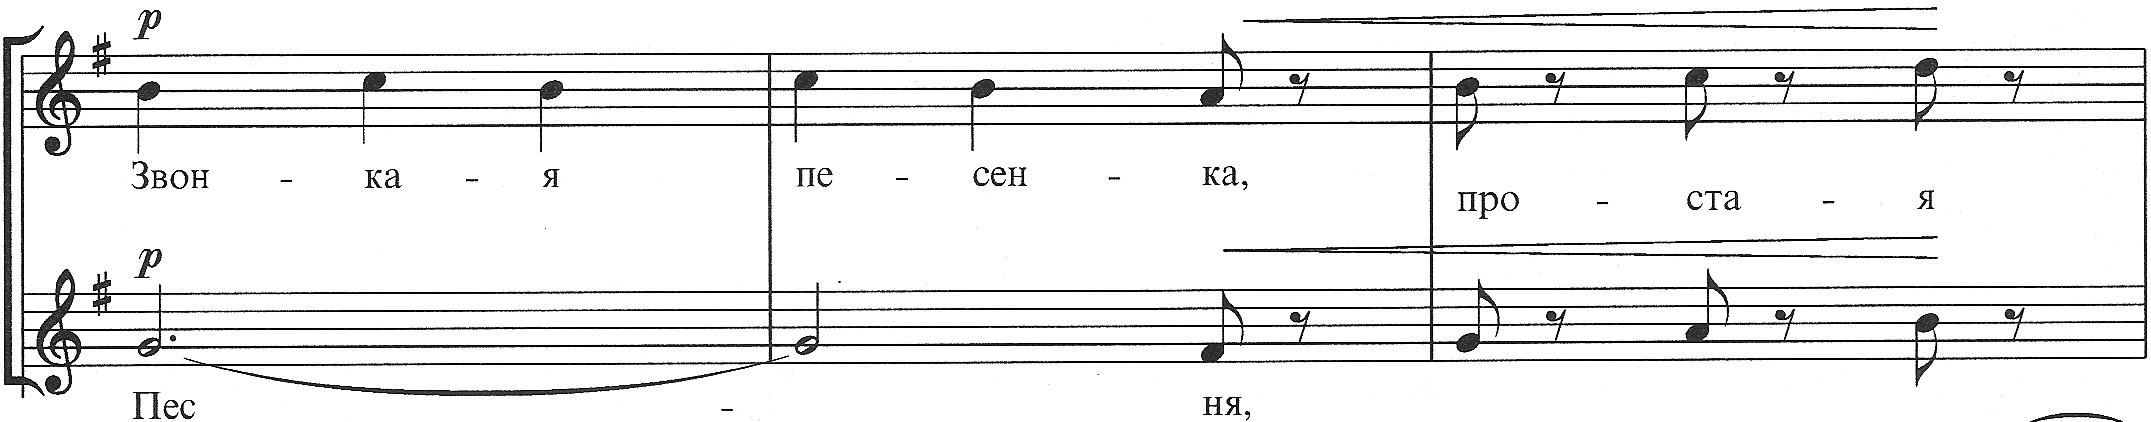 p
Звон - ка - я пе - сен - ка,
про - ста - я
p
Пес - ня,